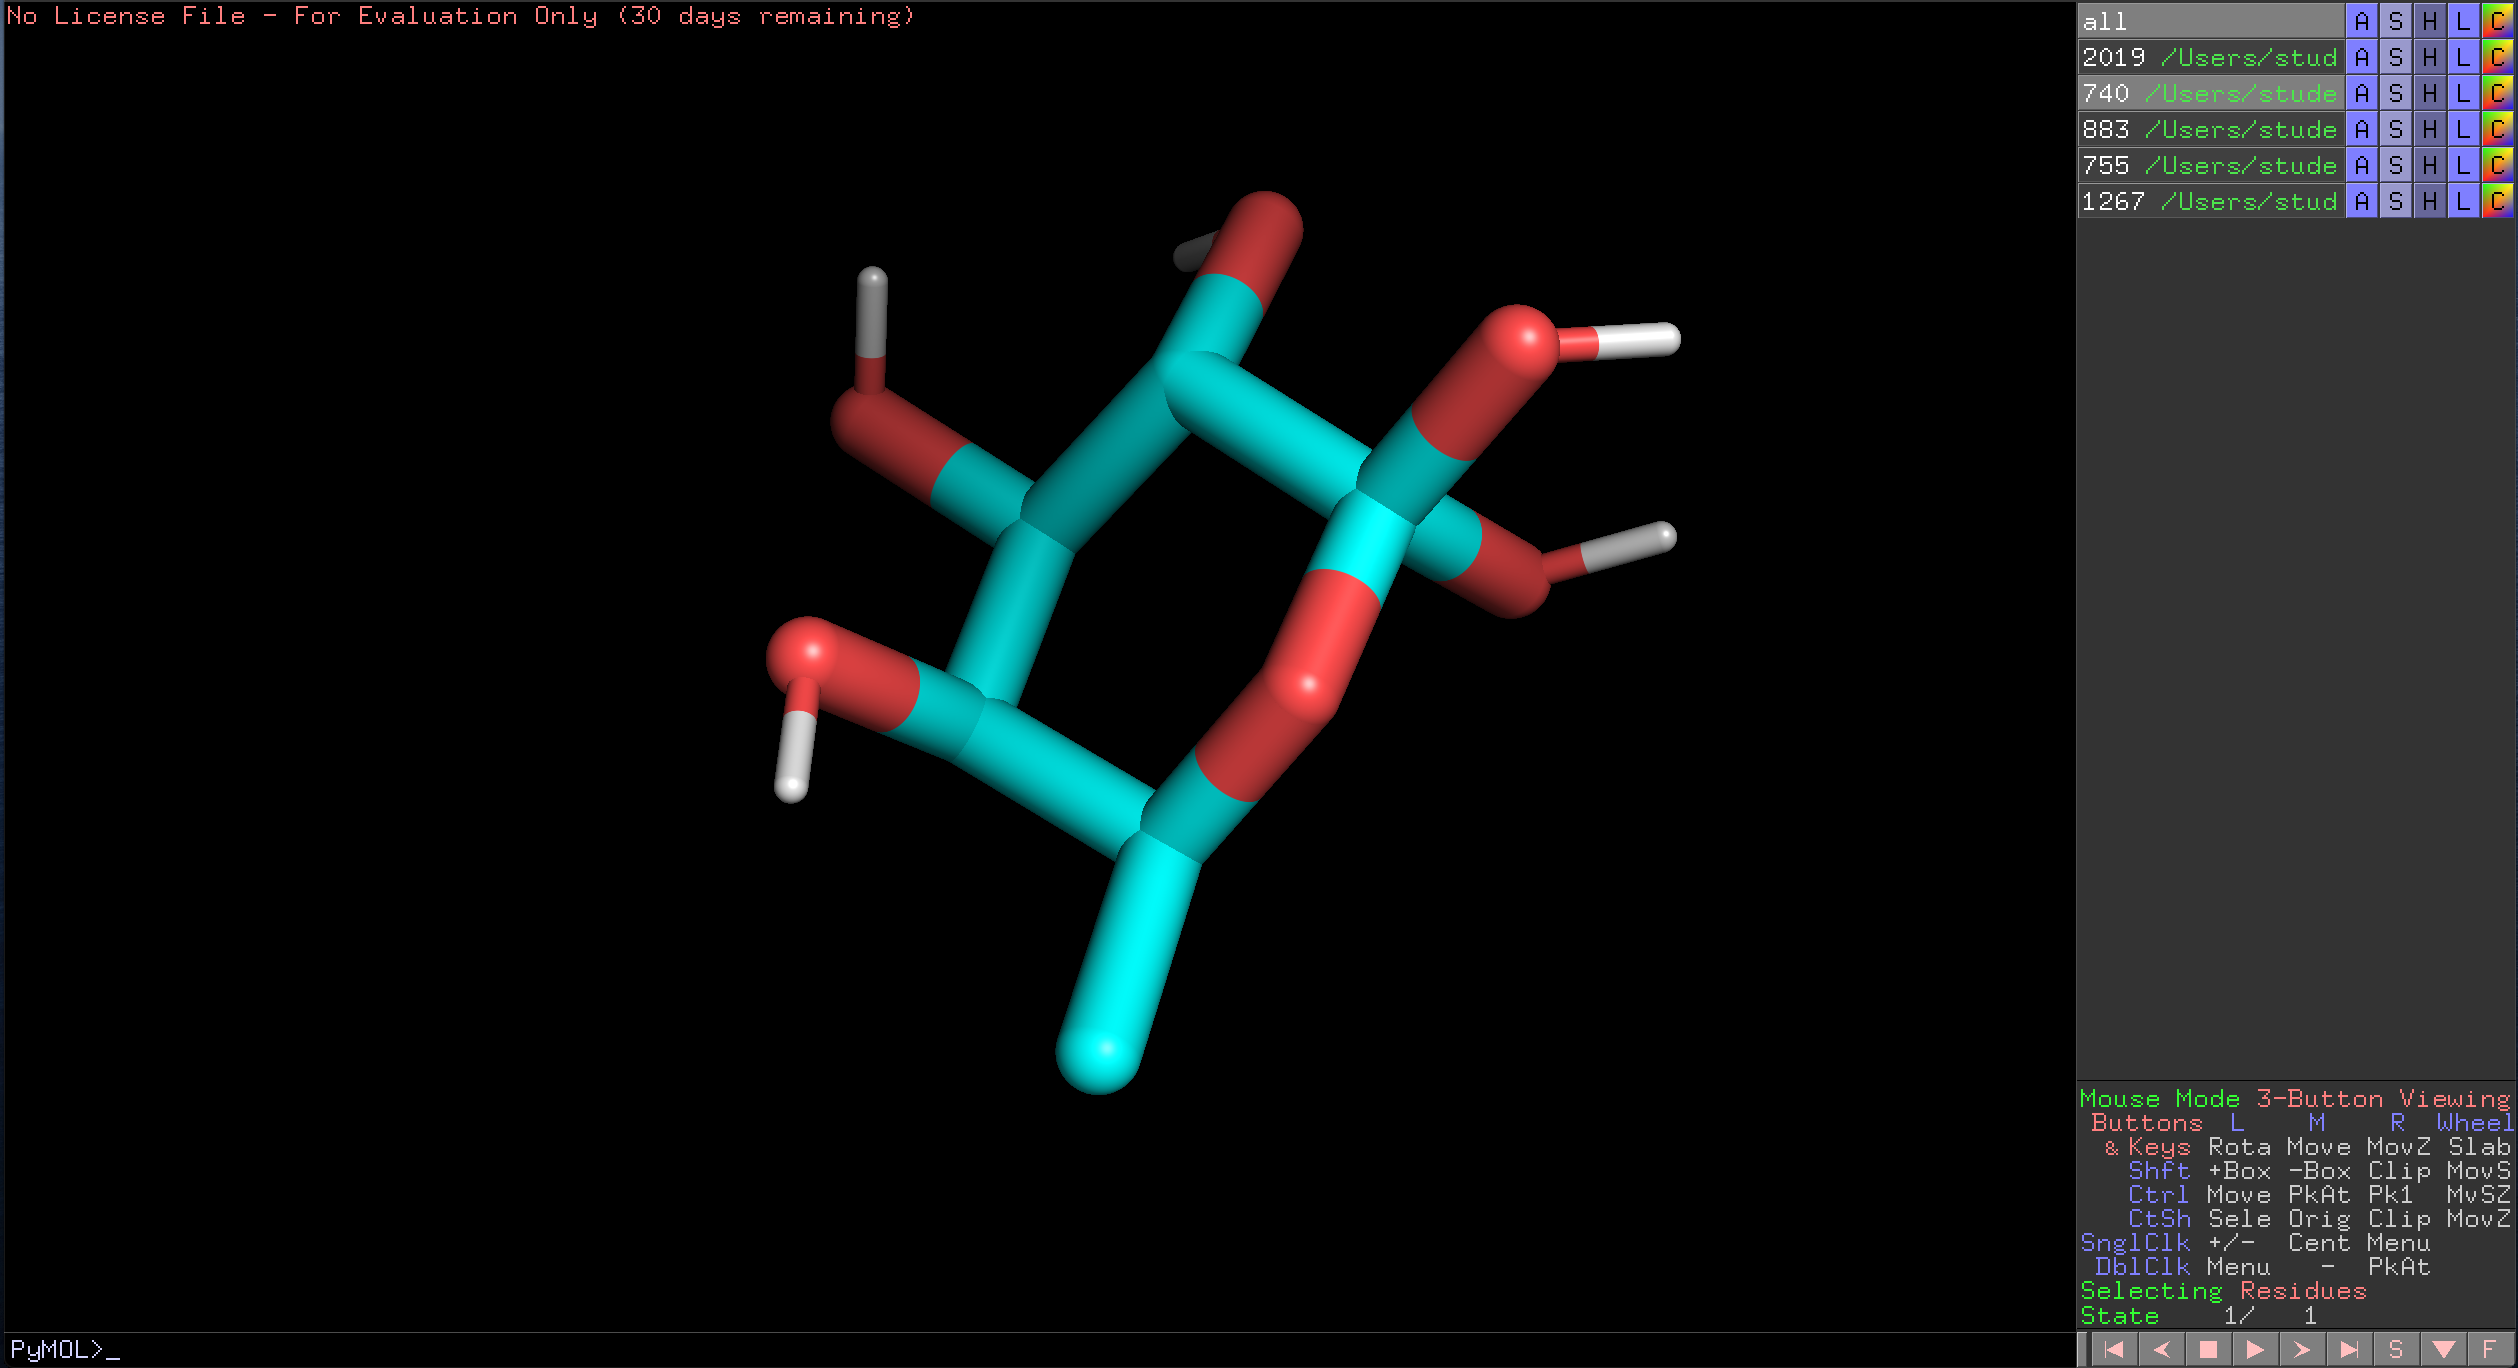 No License File - For Evaluation Only (30 days remaining)
all A S H L C
2019 /Users/stud A S H L C
740 /Users/stude A S H L C
883 /Users/stude A S H L C
755 /Users/stude A S H L C
1267 /Users/stud A S H L C
Mouse Mode 3-Button Viewing
Buttons L M R Wheel
& Keys Rota Move MovZ Slab
Shft +Box -Box Clip MovS
Ctrl Move PkAt Pk1 MvSZ
CtSh Sele Orig Clip MovZ
SnglClk +/- Cent Menu
DblClk Menu - PkAt
Selecting Residues
State 1/ 1
PyMOL>_
S F